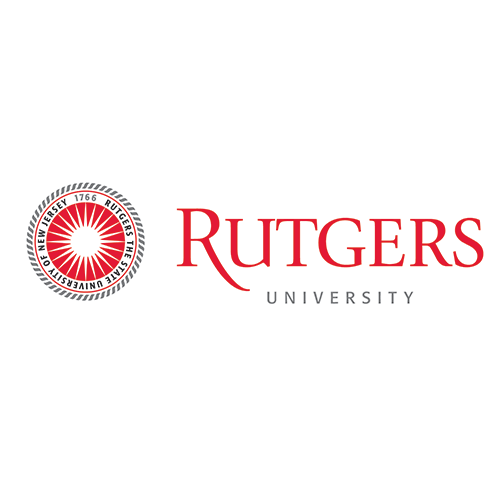 1766
RUTGERS THE STATE UNIVERSITY OF NEW JERSEY
RUTGERS
UNIVERSITY